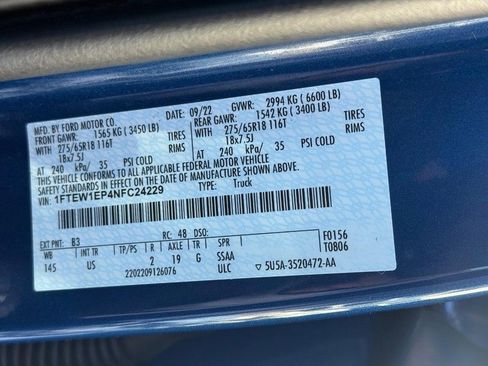 MFD. BY FORD MOTOR CO. DATE: 09/22 GVWR: 2994 KG (6600 LB)
FRONT GAWR: 1565 KG (3450 LB) REAR GAWR: 1542 KG (3400 LB)
WITH 275/65R18 116T TIRES WITH 275/65R18 116T TIRES
18x7.5J RIMS 18x7.5J RIMS
AT 240 kPa/ 35 PSI COLD AT 240 kPa/ 35 PSI COLD
THIS VEHICLE CONFORMS TO ALL APPLICABLE FEDERAL MOTOR VEHICLE
SAFETY STANDARDS IN EFFECT ON THE DATE OF MANUFACTURE SHOWN ABOVE.
VIN: 1FTEW1EP4NFC24229 TYPE: Truck
EXT PNT: B3 RC: 48 DSO: F0156
WB INT TR TP/PS R AXLE TR SPR T0806
145 US 2 19 G SSAA
2202209126076 ULC 5U5A-3520472-AA